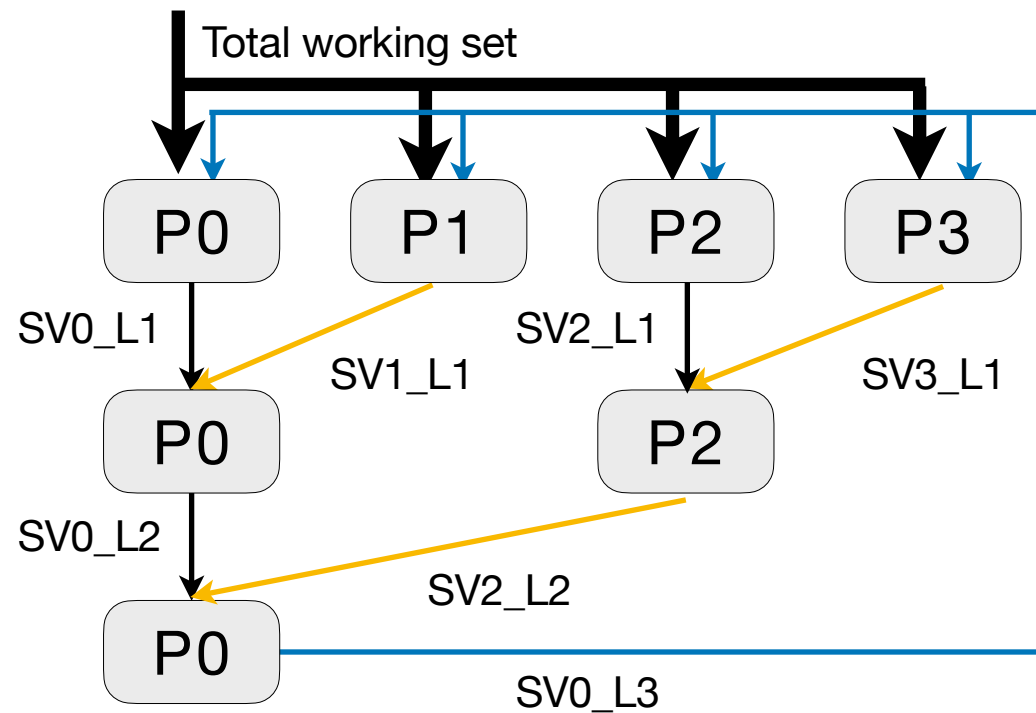 Total working set
P0
P1
P2
P3
SV0_L1
SV1_L1
SV2_L1
SV3_L1
P0
P2
SV0_L2
SV2_L2
P0
SV0_L3